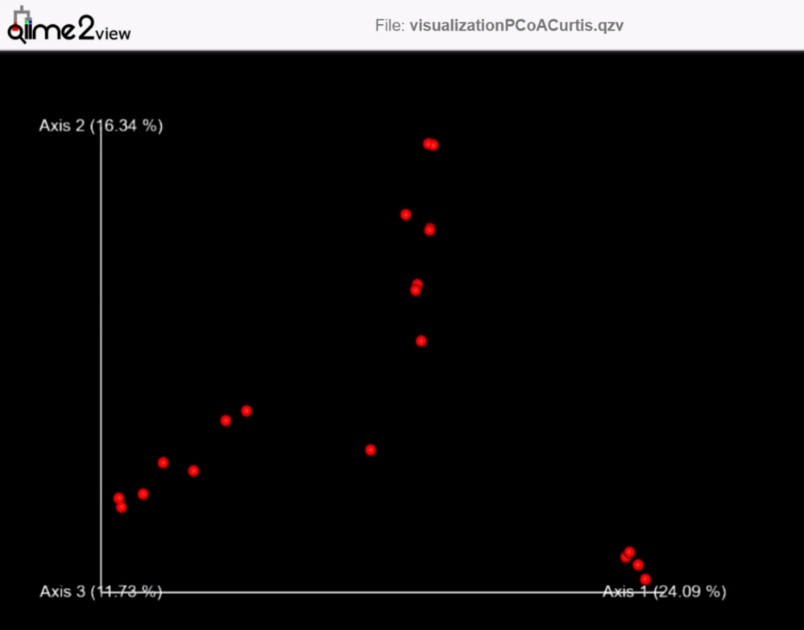 qiime2view
File: visualizationPCoACurtis.qzv
Axis 2 (16.34 %)
Axis 3 (11.73 %)
Axis 1 (24.09 %)